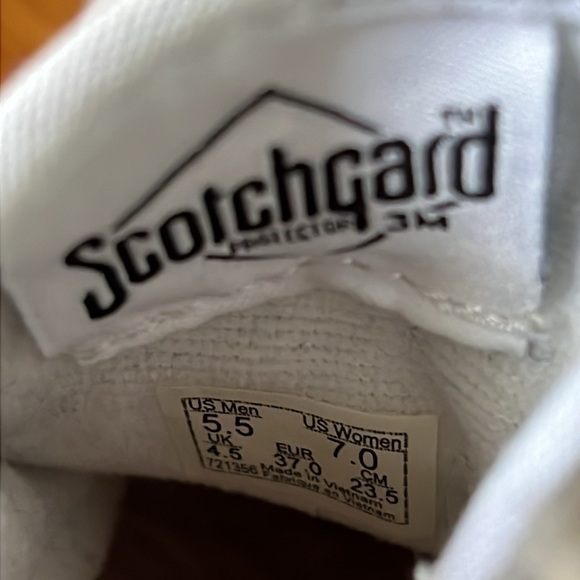 Scotchgard™
PROTECTOR 3M
US Men US Women
5.5 7.0
UK EUR CM
4.5 37.0 23.5
721356 Made in Vietnam
Fabriqué en Vietnam